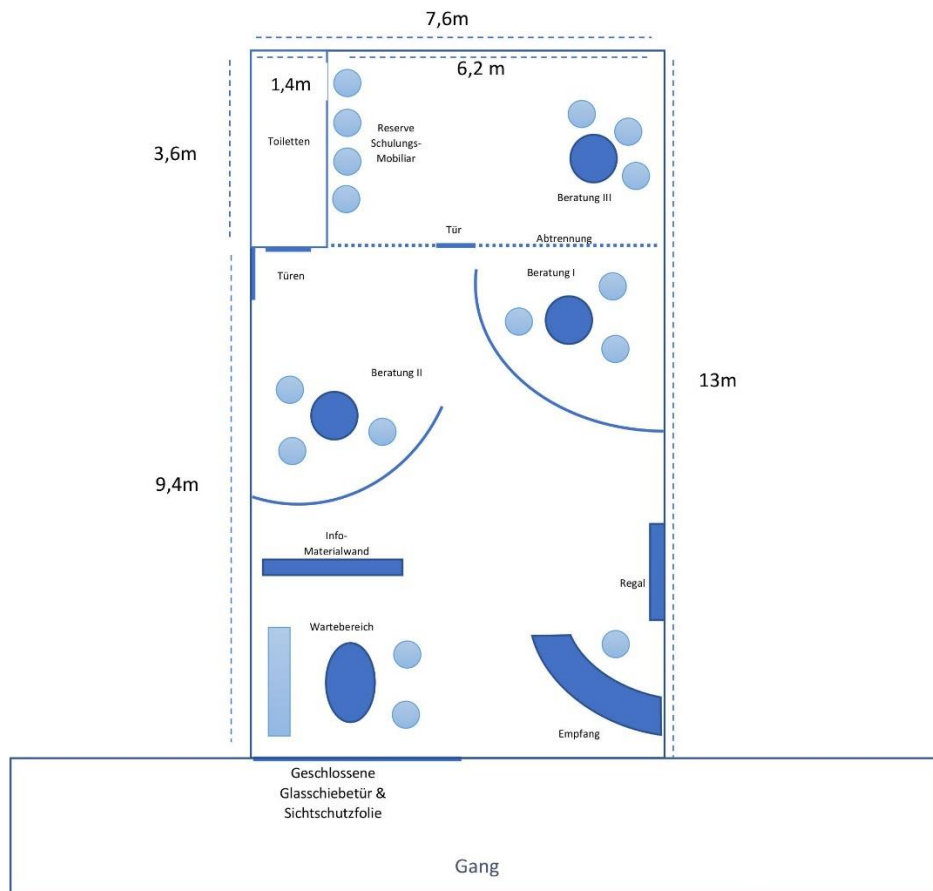 7,6m
1,4m
6,2 m
3,6m
Toiletten
Reserve
Schulungs-
Mobiliar
Beratung III
Tür
Abtrennung
Türen
Beratung I
Beratung II
13m
9,4m
Info-
Materialwand
Regal
Wartebereich
Empfang
Geschlossene
Glasschiebetür &
Sichtschutzfolie
Gang